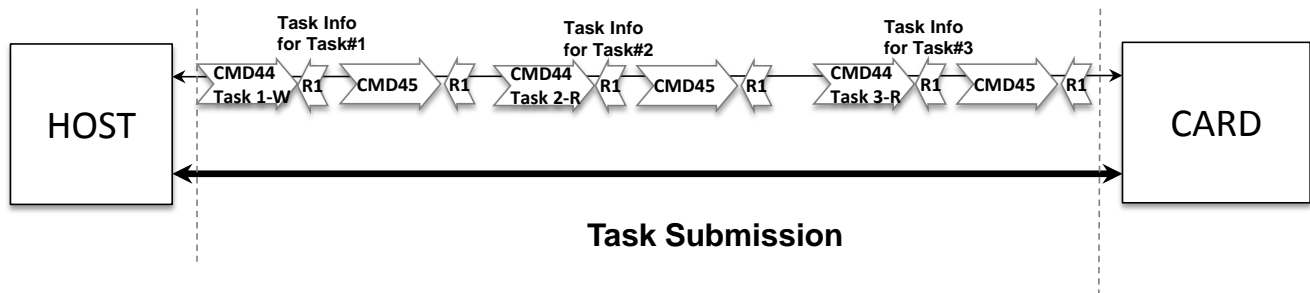 Task Info
for Task#1
Task Info
for Task#2
Task Info
for Task#3
HOST
CMD44
Task 1-W
R1
CMD45
R1
CMD44
Task 2-R
R1
CMD45
R1
CMD44
Task 3-R
R1
CMD45
R1
CARD
Task Submission